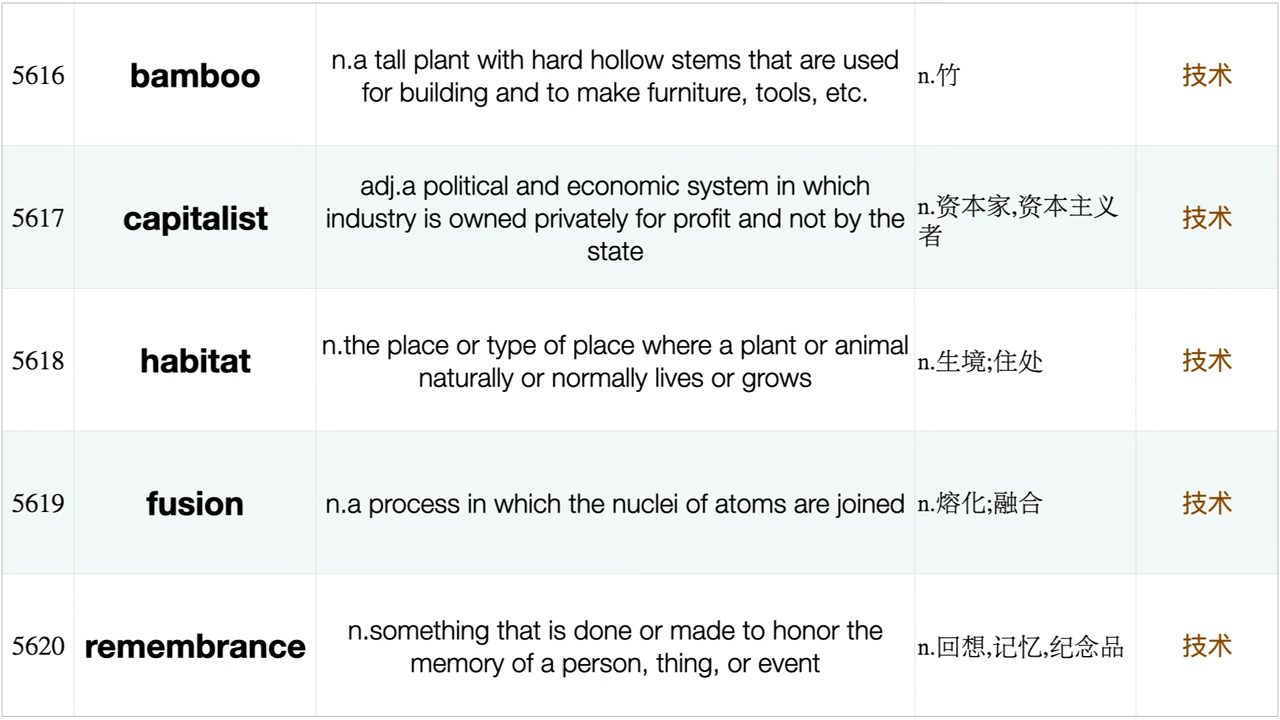 5616 bamboo n.a tall plant with hard hollow stems that are used n.竹 技术
for building and to make furniture, tools, etc.
adj.a political and economic system in which
5617 capitalist industry is owned privately for profit and not by the n.资本家,资本主义 技术
state 者
5618 habitat n.the place or type of place where a plant or animal n.生境;住处 技术
naturally or normally lives or grows
5619 fusion n.a process in which the nuclei of atoms are joined n.熔化;融合 技术
5620 remembrance n.something that is done or made to honor the n.回想,记忆,纪念品 技术
memory of a person, thing, or event